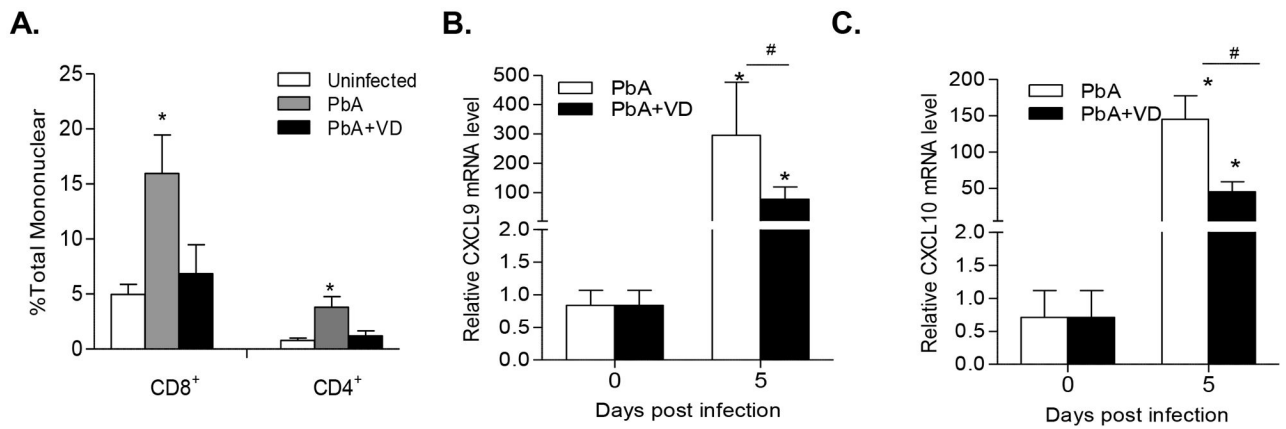 A.
%Total Mononuclear
25
20
15
10
5
0
Uninfected
PbA
PbA+VD
*
*
CD8+
CD4+
B.
Relative CXCL9 mRNA level
500
400
300
200
100
2.0
1.5
1.0
0.5
0.0
PbA
PbA+VD
#
*
*
0
5
Days post infection
C.
Relative CXCL10 mRNA level
200
150
100
50
2.0
1.5
1.0
0.5
0.0
PbA
PbA+VD
#
*
*
0
5
Days post infection